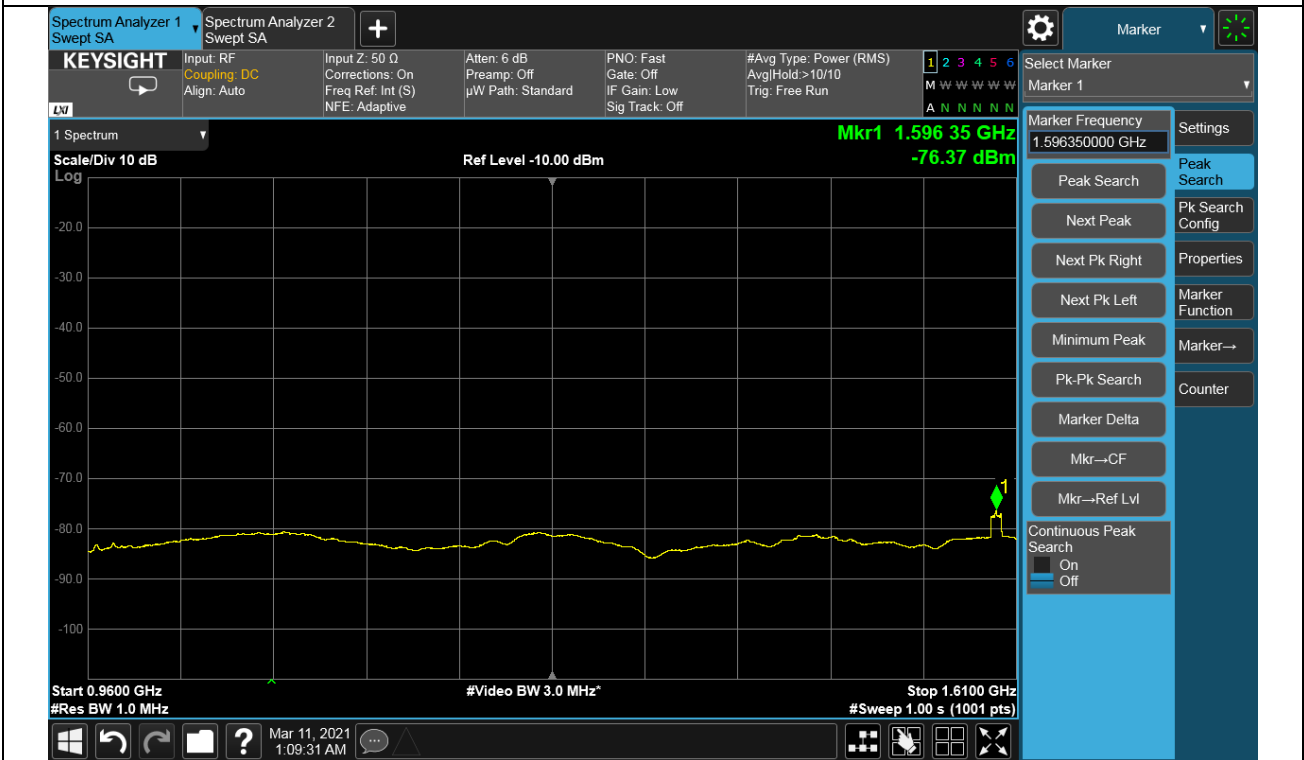 Spectrum Analyzer 1
Swept SA
Spectrum Analyzer 2
Swept SA
+
Marker
KEYSIGHT
LXI
Input: RF
Coupling: DC
Align: Auto
Input Z: 50 Ω
Corrections: On
Freq Ref: Int (S)
NFE: Adaptive
Atten: 6 dB
Preamp: Off
µW Path: Standard
PNO: Fast
Gate: Off
IF Gain: Low
Sig Track: Off
#Avg Type: Power (RMS)
Avg|Hold:>10/10
Trig: Free Run
1 2 3 4 5 6
M W W W W W
A N N N N N
Select Marker
Marker 1
1 Spectrum
Mkr1 1.596 35 GHz
-76.37 dBm
Scale/Div 10 dB
Ref Level -10.00 dBm
Log
-20.0
-30.0
-40.0
-50.0
-60.0
-70.0
-80.0
-90.0
-100
1
Start 0.9600 GHz
#Video BW 3.0 MHz*
Stop 1.6100 GHz
#Res BW 1.0 MHz
#Sweep 1.00 s (1001 pts)
Marker Frequency
1.596350000 GHz
Peak Search
Next Peak
Next Pk Right
Next Pk Left
Minimum Peak
Pk-Pk Search
Marker Delta
Mkr→CF
Mkr→Ref Lvl
Continuous Peak
Search
On
Off
Settings
Peak
Search
Pk Search
Config
Properties
Marker
Function
Marker→
Counter
?
Mar 11, 2021
1:09:31 AM